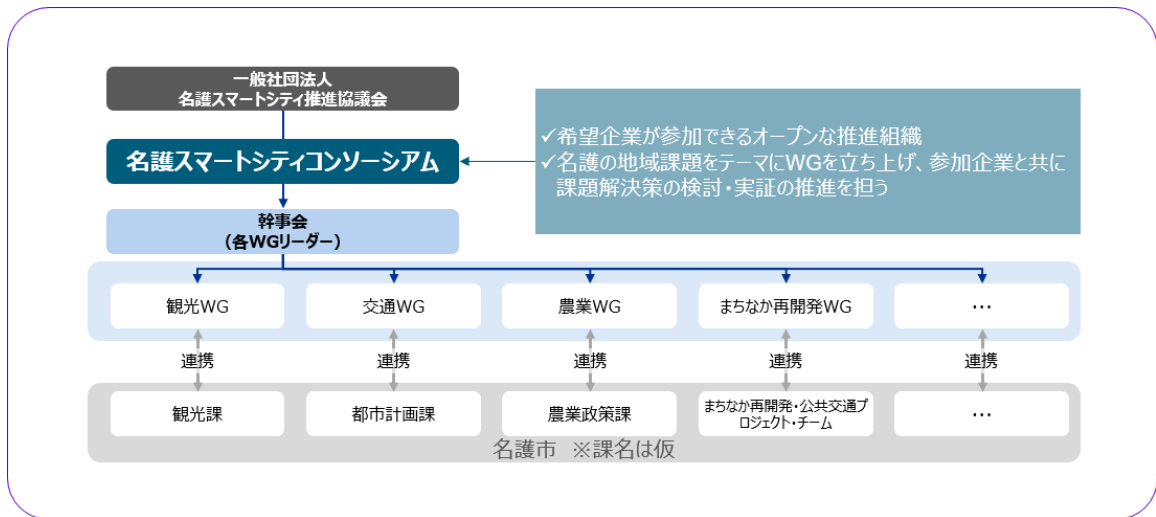 一般社団法人
名護スマートシティ推進協議会
名護スマートシティコンソーシアム
✓希望企業が参加できるオープンな推進組織
✓名護の地域課題をテーマにWGを立ち上げ、参加企業と共に
課題解決策の検討・実証の推進を担う
幹事会
（各WGリーダー）
観光WG
交通WG
農業WG
まちなか再開発WG
…
連携
連携
連携
連携
連携
観光課
都市計画課
農業政策課
まちなか再開発・公共交通プ
ロジェクト・チーム
…
名護市　※課名は仮